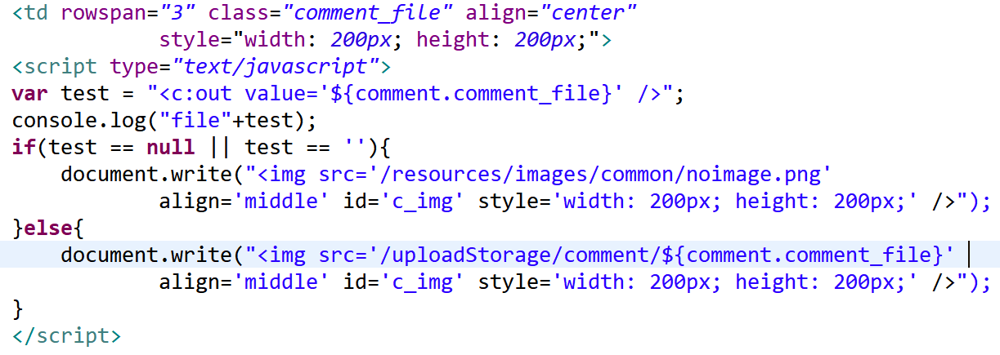 <td rowspan="3" class="comment_file" align="center"
            style="width: 200px; height: 200px;">
<script type="text/javascript">
var test = "<c:out value='${comment.comment_file}' />";
console.log("file"+test);
if(test == null || test == ''){
    document.write("<img src='/resources/images/common/noimage.png'
            align='middle' id='c_img' style='width: 200px; height: 200px;' />");
}else{
    document.write("<img src='/uploadStorage/comment/${comment.comment_file}'
            align='middle' id='c_img' style='width: 200px; height: 200px;' />");
}
</script>